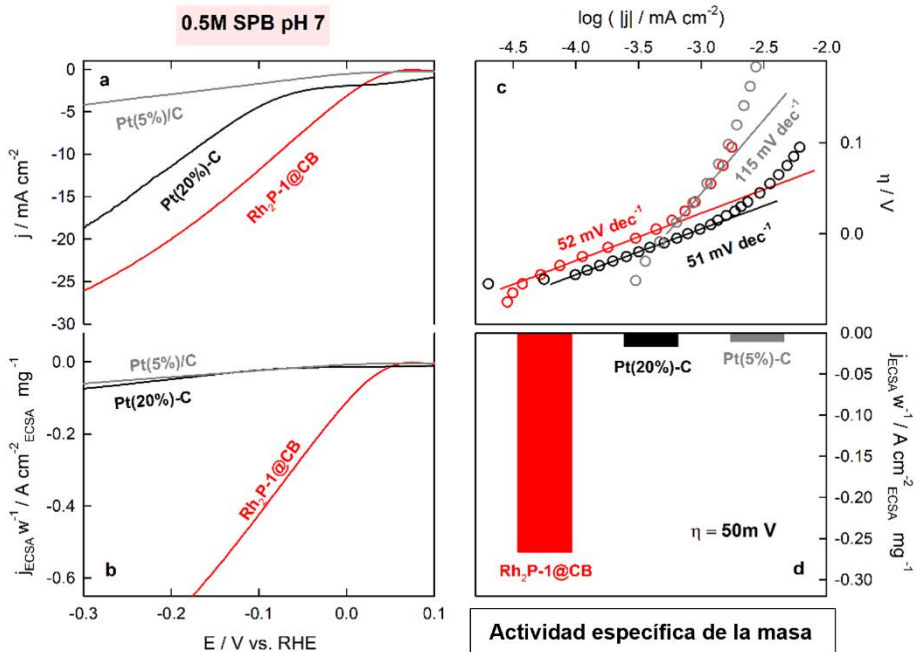 0.5M SPB pH 7
a
0
-5
-10
-15
-20
-25
-30
j / mA cm⁻²
Pt(5%)/C
Pt(20%)-C
Rh₂P-1@CB
b
0.0
-0.2
-0.4
-0.6
j_ECSA w⁻¹ / A cm⁻²_ECSA mg⁻¹
Pt(5%)/C
Pt(20%)-C
Rh₂P-1@CB
-0.3 -0.2 -0.1 0.0 0.1
E / V vs. RHE
log ( |j| / mA cm⁻²)
-4.5 -4.0 -3.5 -3.0 -2.5 -2.0
c
115 mV dec⁻¹
52 mV dec⁻¹
51 mV dec⁻¹
0.1
0.0
η / V
Pt(20%)-C
Pt(5%)-C
Rh₂P-1@CB
η = 50m V
d
0.00
-0.05
-0.10
-0.15
-0.20
-0.25
-0.30
j_ECSA w⁻¹ / A cm⁻²_ECSA mg⁻¹
Actividad específica de la masa